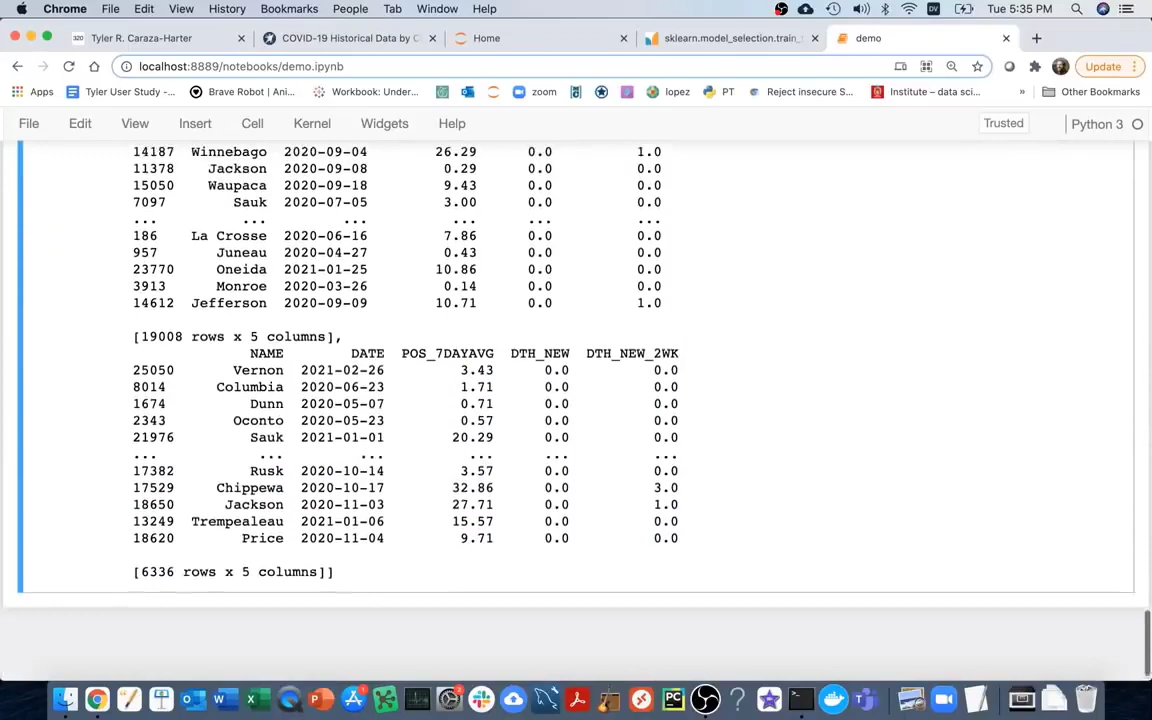 Chrome File Edit View History Bookmarks People Tab Window Help Tue 5:35 PM
Tyler R. Caraza-Harter COVID-19 Historical Data by C Home sklearn.model_selection.train_ demo
localhost:8889/notebooks/demo.ipynb Update
Apps Tyler User Study -... Brave Robot | Ani... Workbook: Under... zoom lopez PT Reject insecure S... Institute – data sci... » Other Bookmarks
File Edit View Insert Cell Kernel Widgets Help Trusted Python 3
14187 Winnebago 2020-09-04 26.29 0.0 1.0
11378 Jackson 2020-09-08 0.29 0.0 0.0
15050 Waupaca 2020-09-18 9.43 0.0 0.0
7097 Sauk 2020-07-05 3.00 0.0 0.0
... ... ... ... ... ...
186 La Crosse 2020-06-16 7.86 0.0 0.0
957 Juneau 2020-04-27 0.43 0.0 0.0
23770 Oneida 2021-01-25 10.86 0.0 0.0
3913 Monroe 2020-03-26 0.14 0.0 0.0
14612 Jefferson 2020-09-09 10.71 0.0 1.0
[19008 rows x 5 columns],
NAME DATE POS_7DAYAVG DTH_NEW DTH_NEW_2WK
25050 Vernon 2021-02-26 3.43 0.0 0.0
8014 Columbia 2020-06-23 1.71 0.0 0.0
1674 Dunn 2020-05-07 0.71 0.0 0.0
2343 Oconto 2020-05-23 0.57 0.0 0.0
21976 Sauk 2021-01-01 20.29 0.0 0.0
... ... ... ... ... ...
17382 Rusk 2020-10-14 3.57 0.0 0.0
17529 Chippewa 2020-10-17 32.86 0.0 3.0
18650 Jackson 2020-11-03 27.71 0.0 1.0
13249 Trempealeau 2021-01-06 15.57 0.0 0.0
18620 Price 2020-11-04 9.71 0.0 0.0
[6336 rows x 5 columns]]